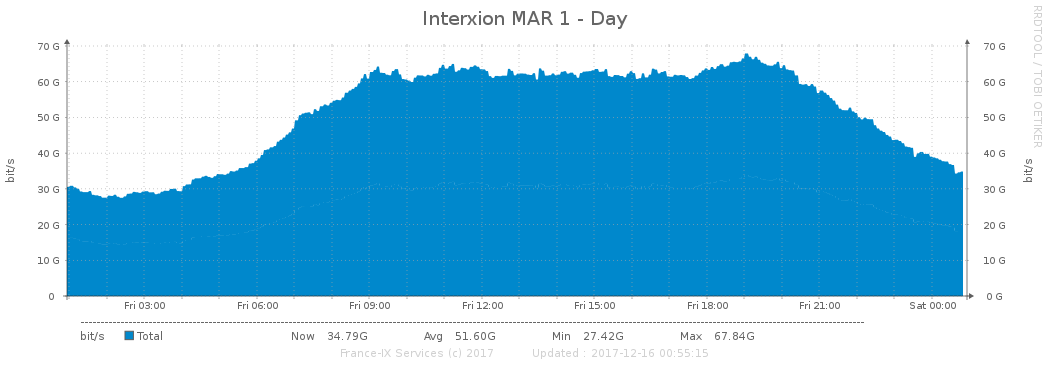 Interxion MAR 1 - Day
RRDTOOL / TOBI OETIKER
70 G 70 G
60 G 60 G
50 G 50 G
40 G 40 G
30 G 30 G
20 G 20 G
10 G 10 G
0 0 G
bit/s
bit/s
Fri 03:00 Fri 06:00 Fri 09:00 Fri 12:00 Fri 15:00 Fri 18:00 Fri 21:00 Sat 00:00
bit/s Total Now 34.79G Avg 51.60G Min 27.42G Max 67.84G
France-IX Services (c) 2017 Updated : 2017-12-16 00:55:15